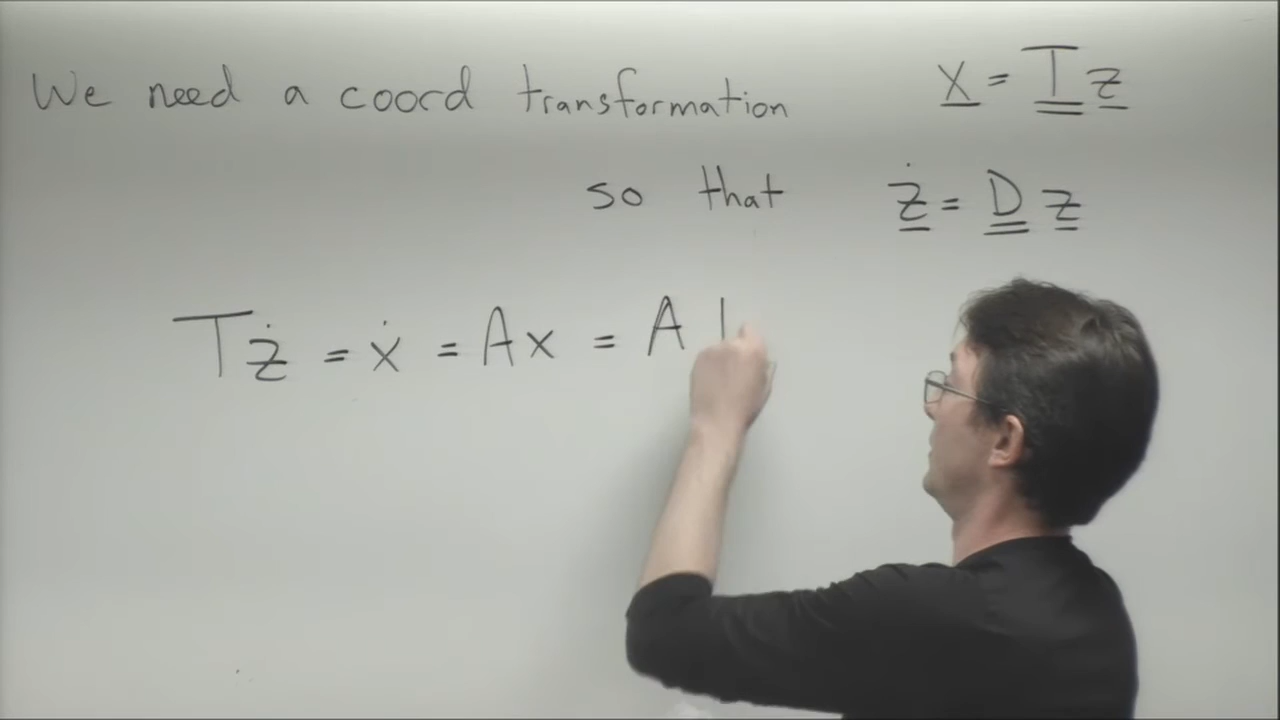 We need a coord transformation x = T z
so that ż = D z
Tż = ẋ = Ax = A